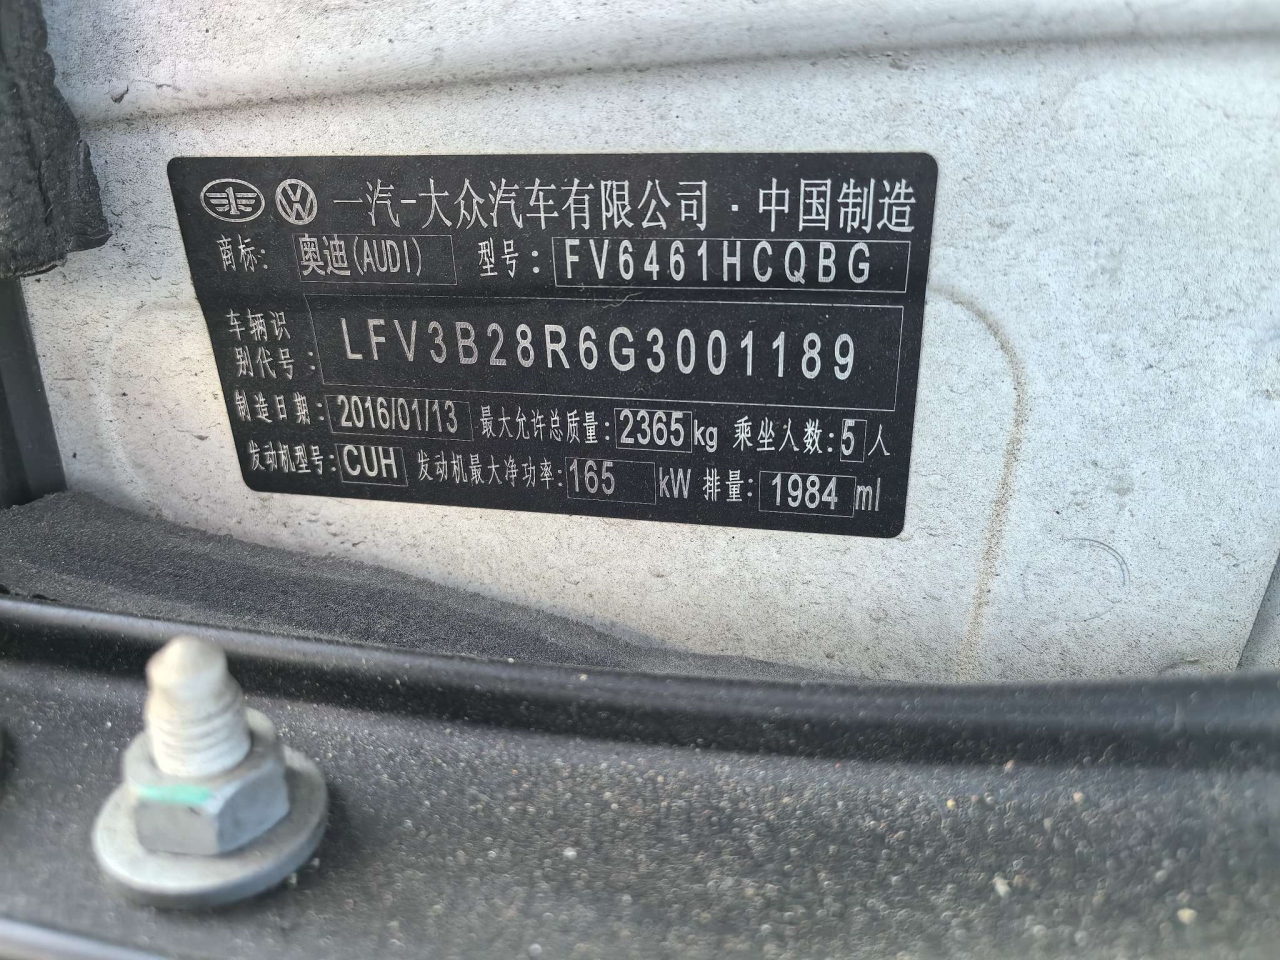 一汽-大众汽车有限公司·中国制造
商标: 奥迪(AUDI) 型号: FV6461HCQBG
车辆识别代号: LFV3B28R6G3001189
制造日期: 2016/01/13 最大允许总质量: 2365kg 乘坐人数: 5人
发动机型号: CUH 发动机最大净功率: 165 kW 排量: 1984 ml